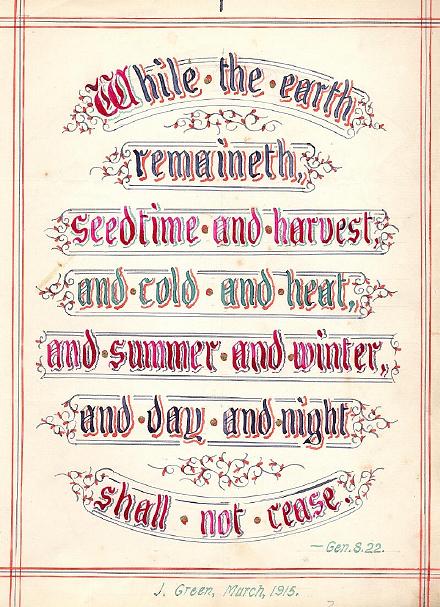 While · the · earth
remaineth,
seedtime · and · harvest,
and · cold · and · heat,
and · summer · and · winter,
and · day · and · night
shall · not · cease.
— Gen. 8. 22.
J. Green, March, 1915.